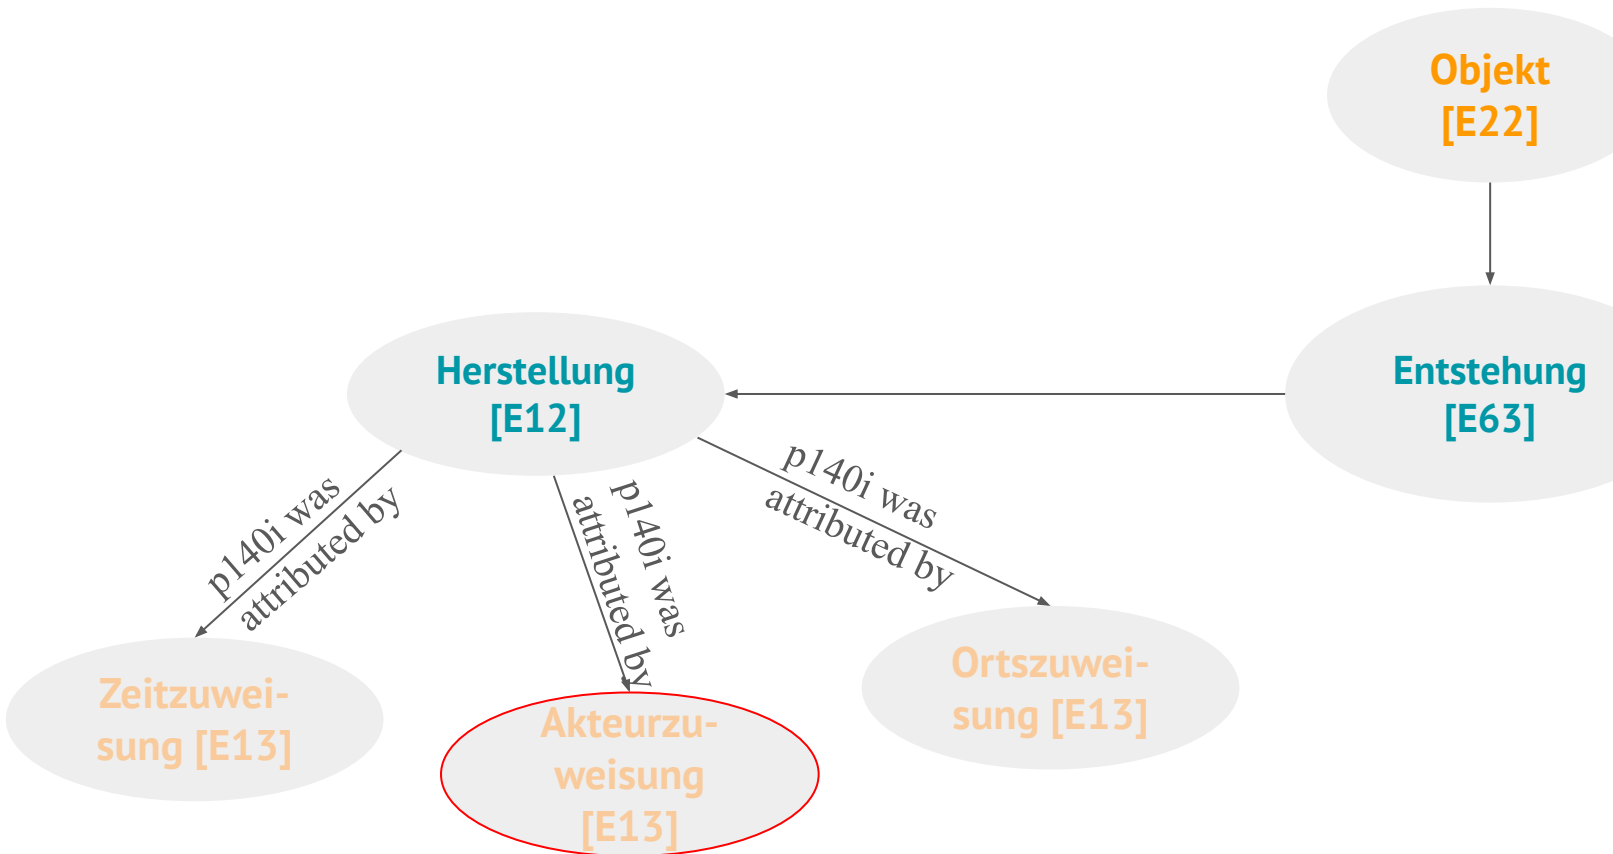 Objekt
[E22]
Herstellung
[E12]
Entstehung
[E63]
p140i was
attributed by
p140i was
attributed by
p140i was
attributed by
Zeitzuwei-
sung [E13]
Akteurzu-
weisung
[E13]
Ortszuwei-
sung [E13]